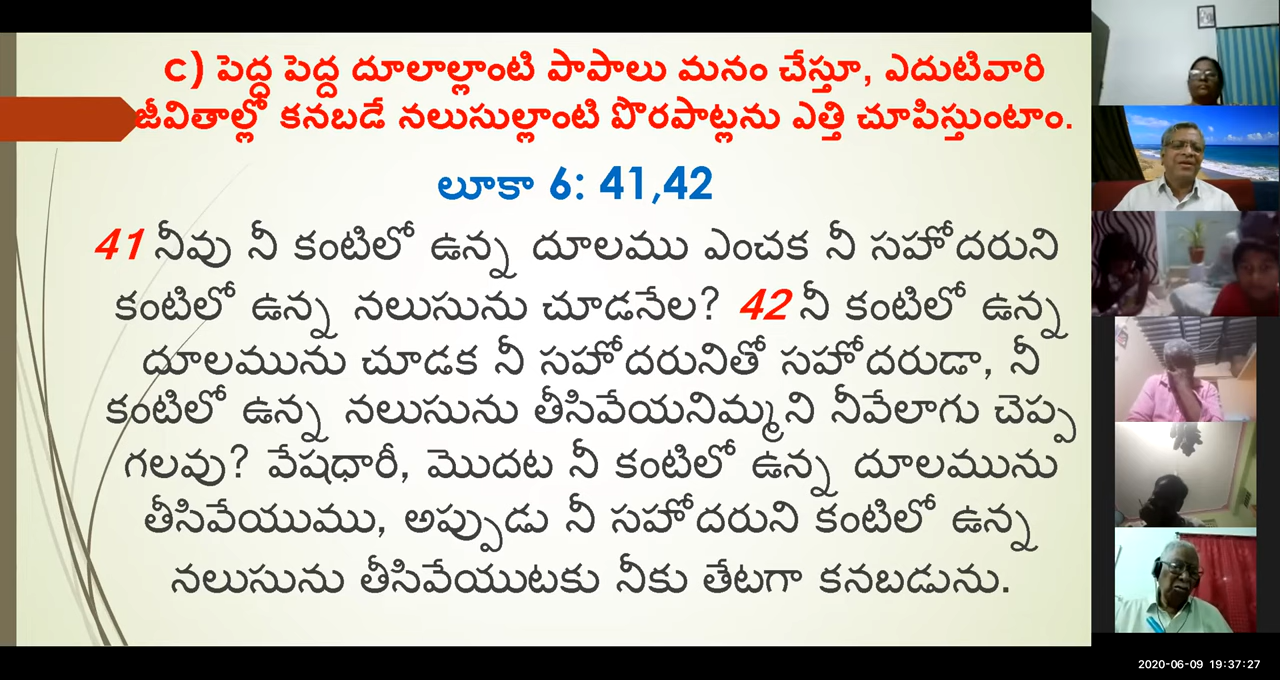 c) పెద్ద పెద్ద దూలాల్లాంటి పాపాలు మనం చేస్తూ, ఎదుటివారి
జీవితాల్లో కనబడే నలుసుల్లాంటి పొరపాట్లను ఎత్తి చూపిస్తుంటాం.
లూకా 6: 41,42
41 నీవు నీ కంటిలో ఉన్న దూలము ఎంచక నీ సహోదరుని
కంటిలో ఉన్న నలుసును చూడనేల? 42 నీ కంటిలో ఉన్న
దూలమును చూడక నీ సహోదరునితో సహోదరుడా, నీ
కంటిలో ఉన్న నలుసును తీసివేయనిమ్మని నీవేలాగు చెప్ప
గలవు? వేషధారీ, మొదట నీ కంటిలో ఉన్న దూలమును
తీసివేయుము, అప్పుడు నీ సహోదరుని కంటిలో ఉన్న
నలుసును తీసివేయుటకు నీకు తేటగా కనబడును.
2020-06-09 19:37:27